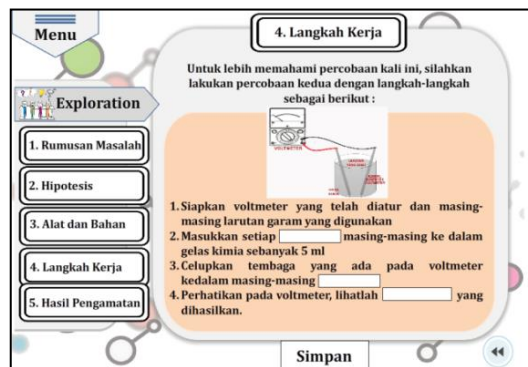 Menu
4. Langkah Kerja
Untuk lebih memahami percobaan kali ini, silahkan
lakukan percobaan kedua dengan langkah-langkah
sebagai berikut :
Exploration
1. Rumusan Masalah
2. Hipotesis
3. Alat dan Bahan
4. Langkah Kerja
5. Hasil Pengamatan
VOLTMETER
1. Siapkan voltmeter yang telah diatur dan masing-
masing larutan garam yang digunakan
2. Masukkan setiap masing-masing ke dalam
gelas kimia sebanyak 5 ml
3. Celupkan tembaga yang ada pada voltmeter
kedalam masing-masing
4. Perhatikan pada voltmeter, lihatlah yang
dihasilkan.
Simpan